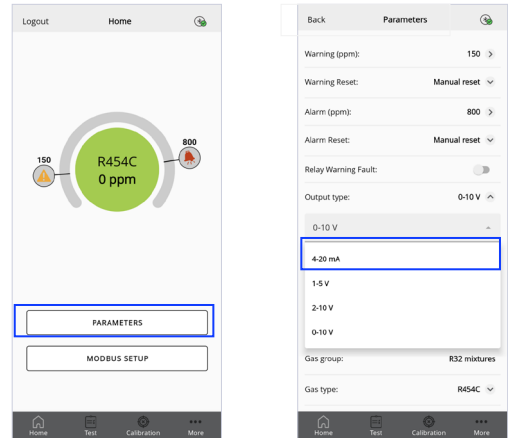 Logout Home
150
800
R454C
0 ppm
PARAMETERS
MODBUS SETUP
Home Test Calibration More
Back Parameters
Warning (ppm): 150
Warning Reset: Manual reset
Alarm (ppm): 800
Alarm Reset: Manual reset
Relay Warning Fault:
Output type: 0-10 V
0-10 V
4-20 mA
1-5 V
2-10 V
0-10 V
Gas group: R32 mixtures
Gas type: R454C
Home Test Calibration More